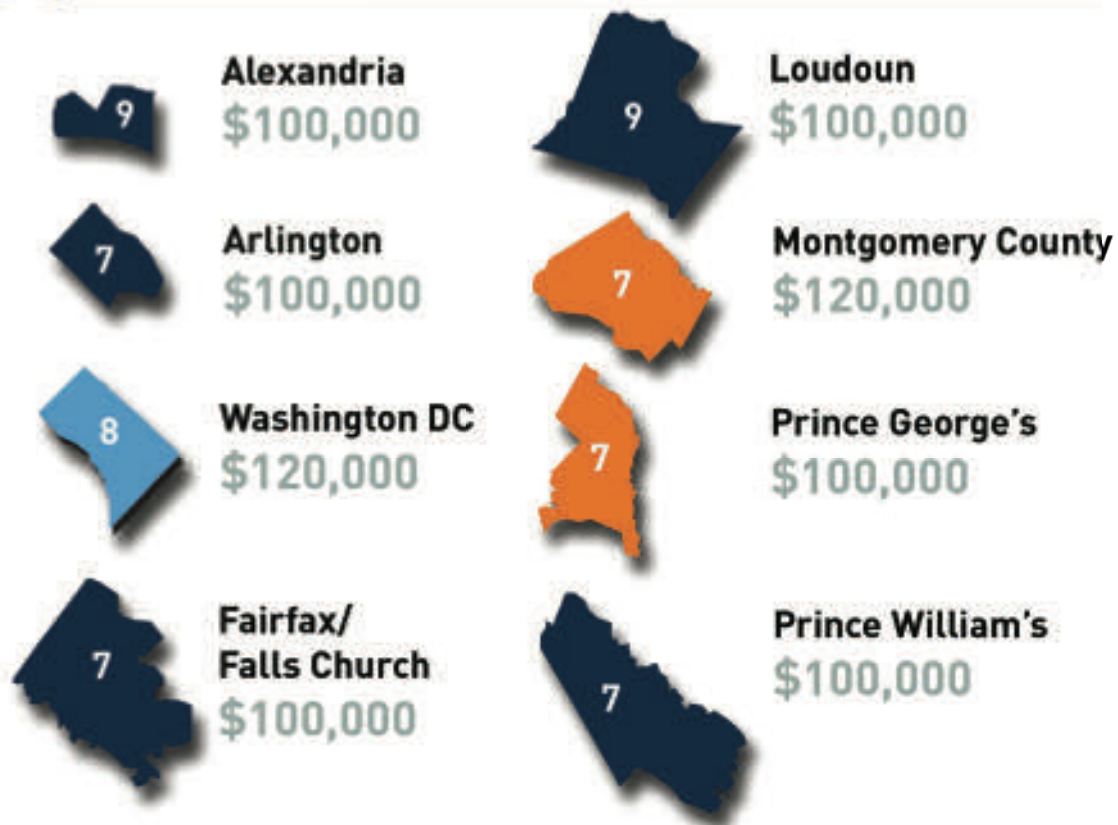 9
Alexandria
$100,000
7
Arlington
$100,000
8
Washington DC
$120,000
7
Fairfax/
Falls Church
$100,000
9
Loudoun
$100,000
7
Montgomery County
$120,000
7
Prince George's
$100,000
7
Prince William's
$100,000